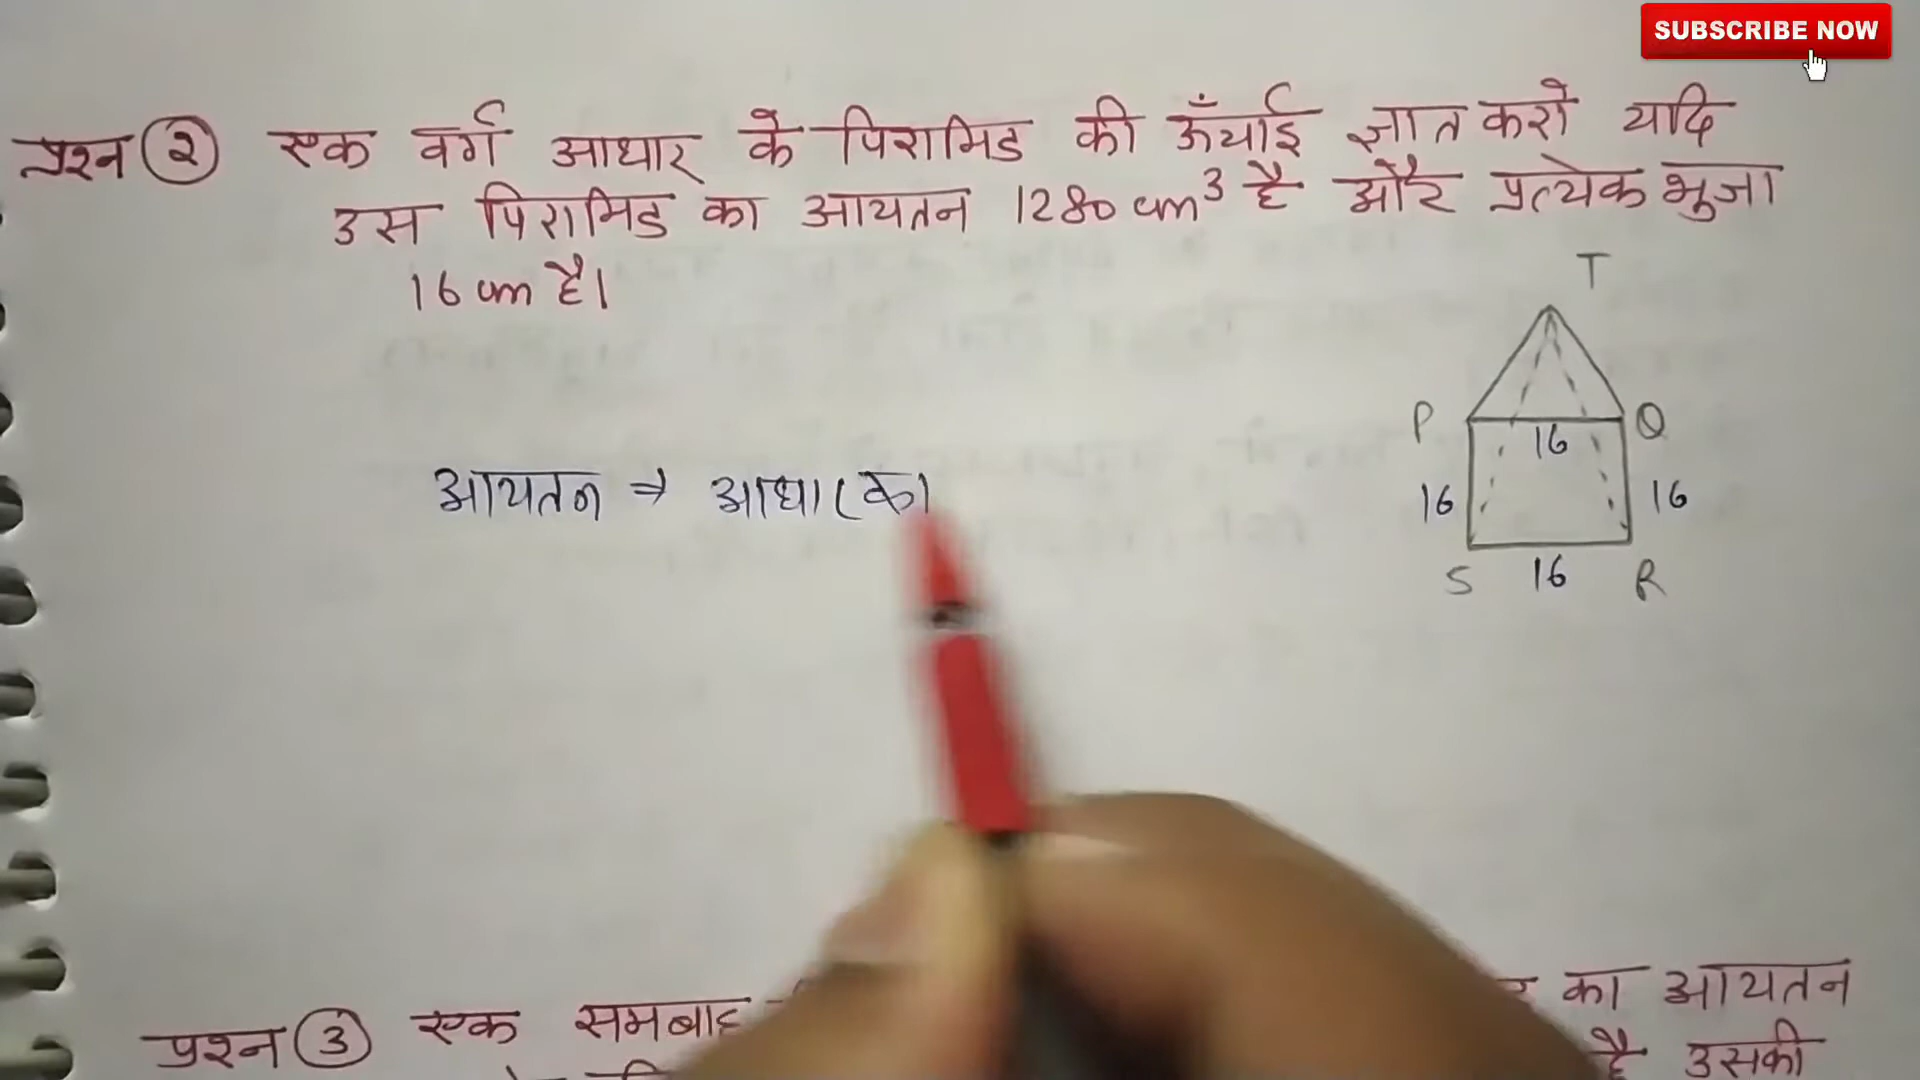 SUBSCRIBE NOW
प्रश्न (२) एक वर्ग आधार के पिरामिड की ऊँचाई ज्ञात करो यदि
उस पिरामिड का आयतन 1280 cm³ है और प्रत्येक भुजा
16 cm है।
T
P 16 Q
आयतन ⇒ आधार का
16 16
S 16 R
का आयतन
प्रश्न (3) एक समबाहु
है उसकी